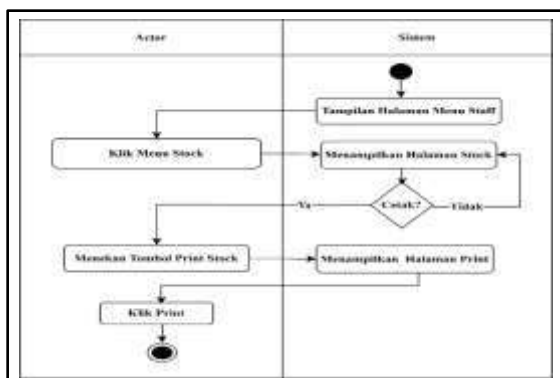 Actor
Sistem
Tampilan Halaman Menu Staff
Klik Menu Stock
Menampilkan Halaman Stock
Cetak?
Ya
Tidak
Menekan Tombol Print Stock
Menampilkan Halaman Print
Klik Print